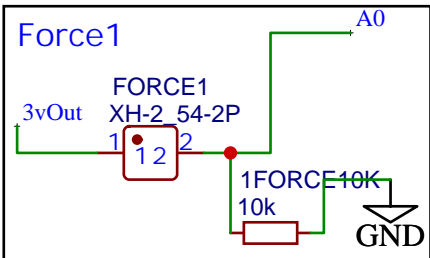 Force1
A0
FORCE1
3vOut
XH-2_54-2P
1 1 2 2
1FORCE10K
10k
GND